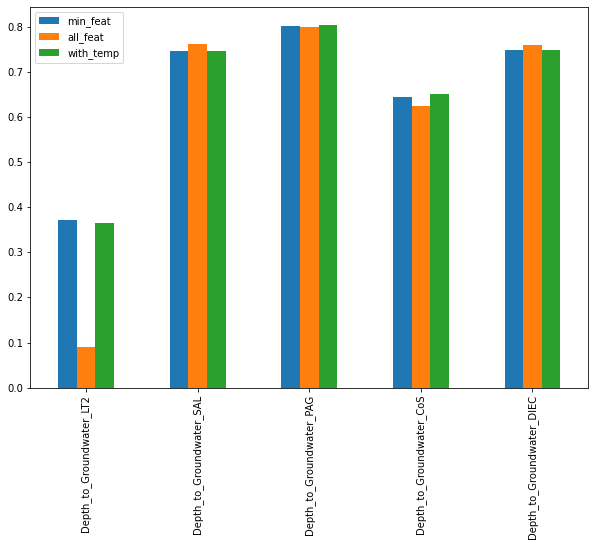 min_feat
all_feat
with_temp
0.8
0.7
0.6
0.5
0.4
0.3
0.2
0.1
0.0
Depth_to_Groundwater_LT2
Depth_to_Groundwater_SAL
Depth_to_Groundwater_PAG
Depth_to_Groundwater_CoS
Depth_to_Groundwater_DIEC